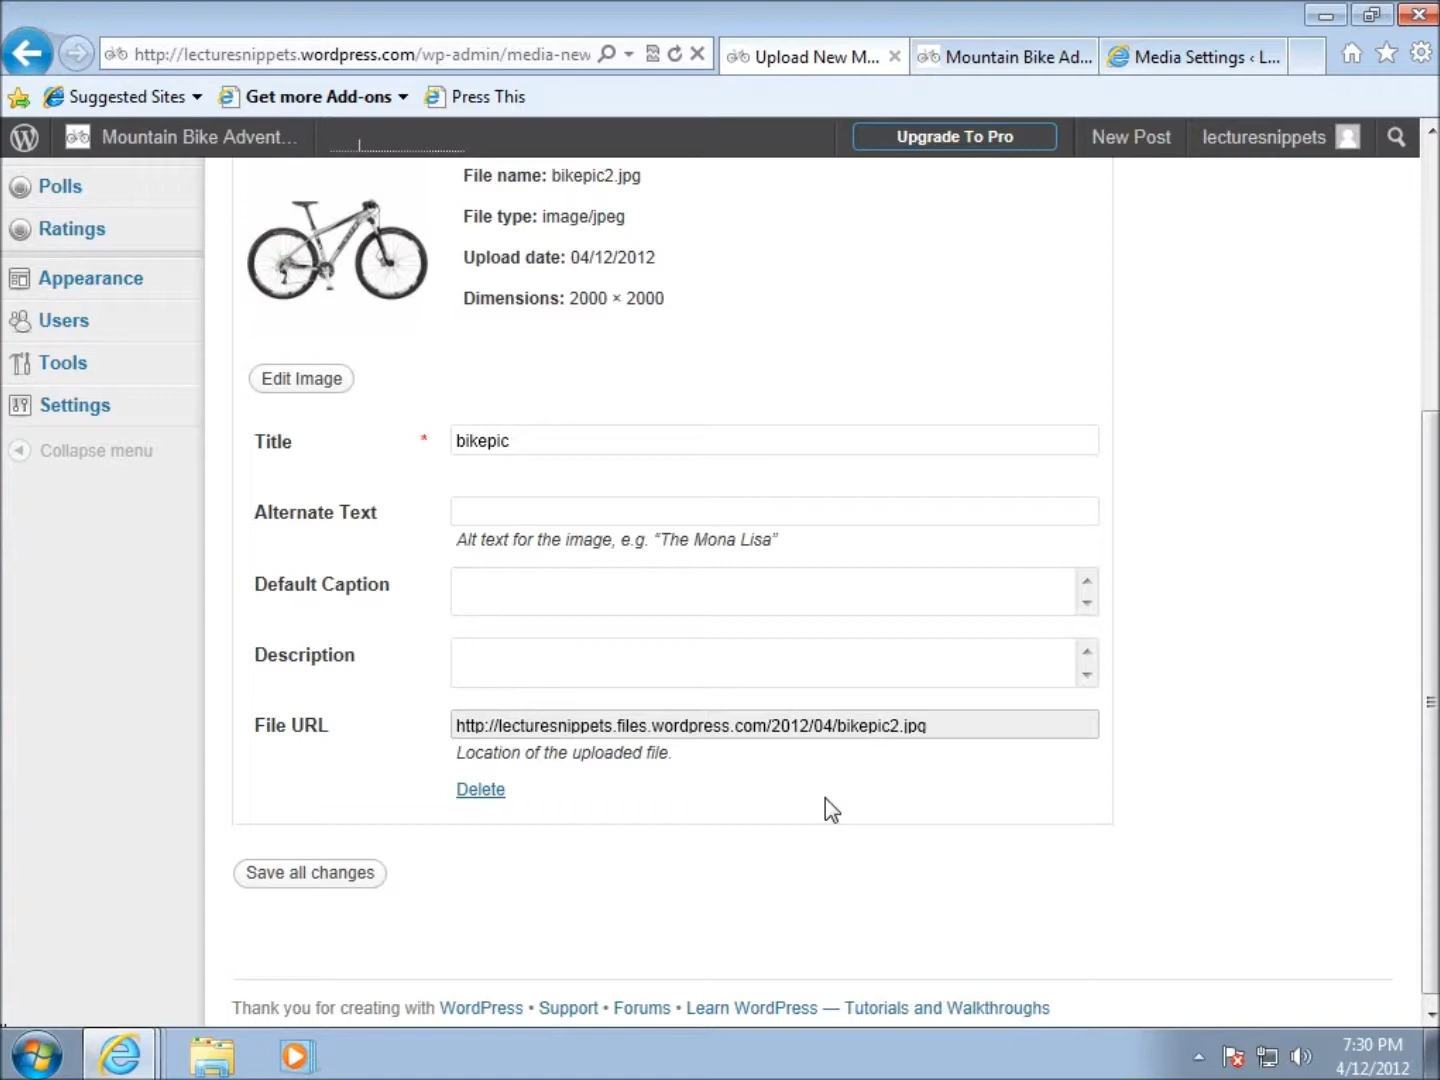 http://lecturesnippets.wordpress.com/wp-admin/media-new
Upload New M...
Mountain Bike Ad...
Media Settings ‹ L...
Suggested Sites
Get more Add-ons
Press This
Mountain Bike Advent...
Upgrade To Pro
New Post
lecturesnippets
Polls
Ratings
Appearance
Users
Tools
Settings
Collapse menu
File name: bikepic2.jpg
File type: image/jpeg
Upload date: 04/12/2012
Dimensions: 2000 × 2000
Edit Image
Title * bikepic
Alternate Text
Alt text for the image, e.g. “The Mona Lisa”
Default Caption
Description
File URL http://lecturesnippets.files.wordpress.com/2012/04/bikepic2.jpg
Location of the uploaded file.
Delete
Save all changes
Thank you for creating with WordPress • Support • Forums • Learn WordPress — Tutorials and Walkthroughs
7:30 PM
4/12/2012